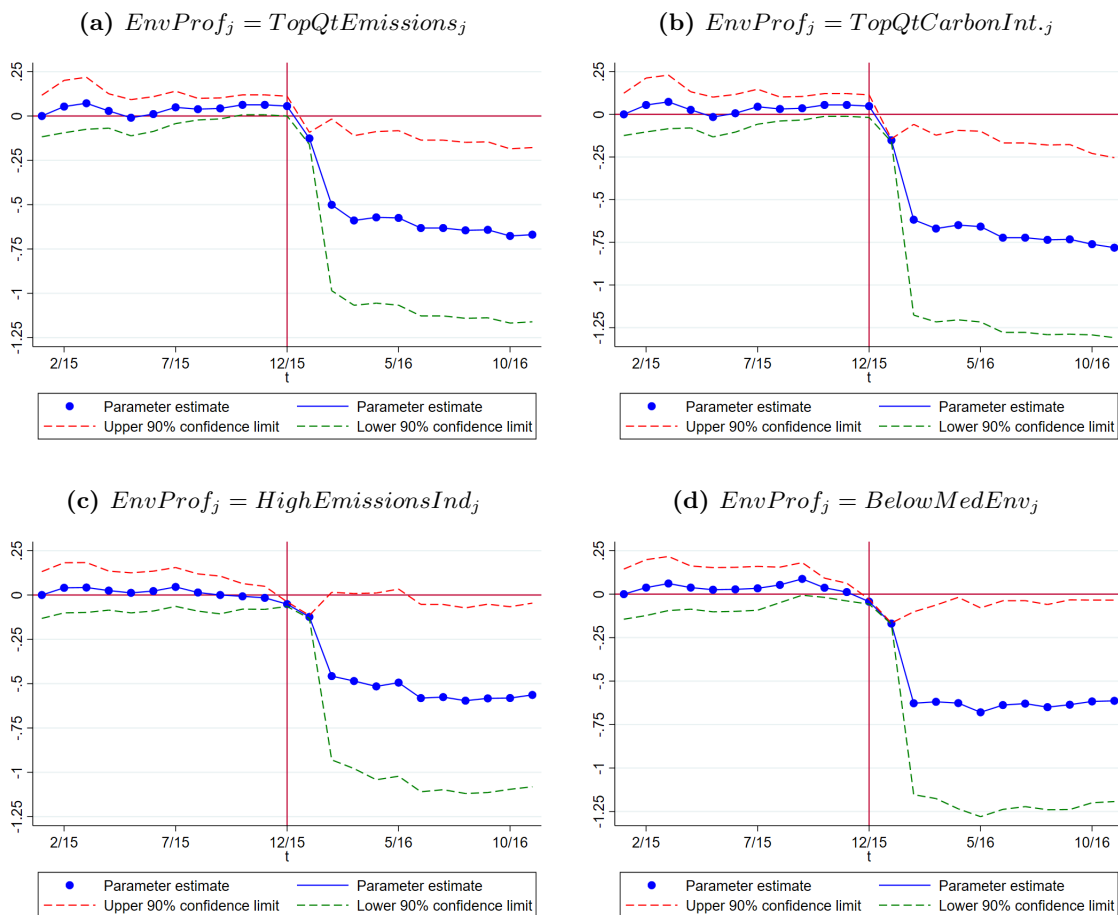 (a) EnvProf_j = TopQtEmissions_j
.25
0
-.25
-.5
-.75
-1
-1.25
2/15 7/15 12/15 5/16 10/16
t
Parameter estimate Parameter estimate
Upper 90% confidence limit Lower 90% confidence limit
(b) EnvProf_j = TopQtCarbonInt._j
.25
0
-.25
-.5
-.75
-1
-1.25
2/15 7/15 12/15 5/16 10/16
t
Parameter estimate Parameter estimate
Upper 90% confidence limit Lower 90% confidence limit
(c) EnvProf_j = HighEmissionsInd_j
.25
0
-.25
-.5
-.75
-1
-1.25
2/15 7/15 12/15 5/16 10/16
t
Parameter estimate Parameter estimate
Upper 90% confidence limit Lower 90% confidence limit
(d) EnvProf_j = BelowMedEnv_j
.25
0
-.25
-.5
-.75
-1
-1.25
2/15 7/15 12/15 5/16 10/16
t
Parameter estimate Parameter estimate
Upper 90% confidence limit Lower 90% confidence limit